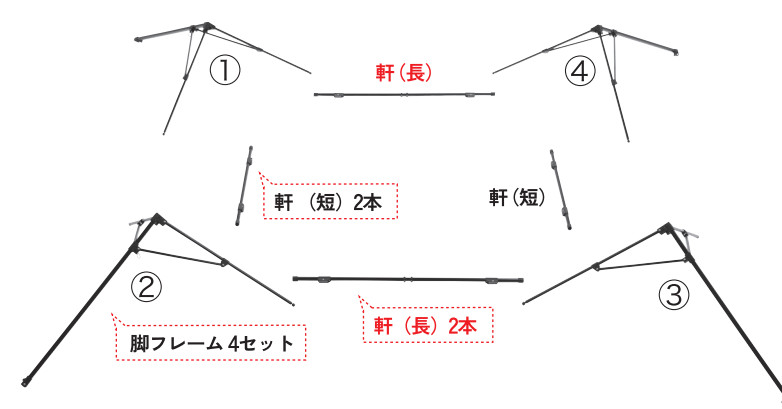 ①
④
軒（長）
軒（短）2本
軒（短）
②
③
軒（長）2本
脚フレーム 4セット